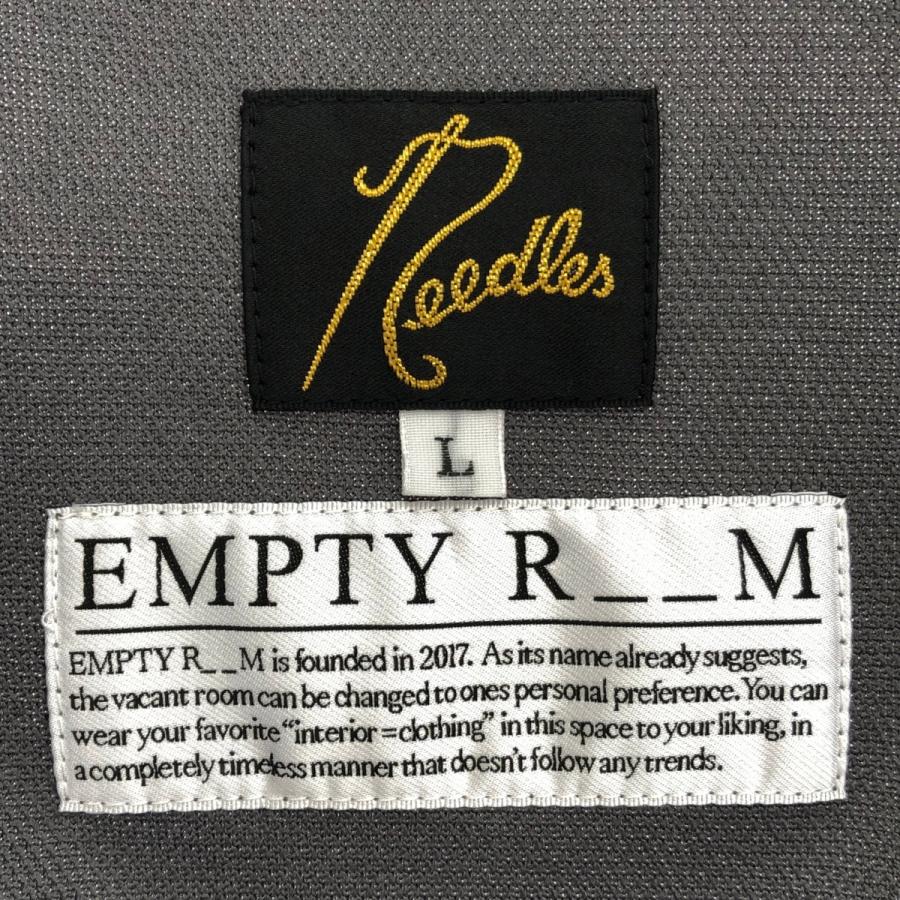 Needles
L
EMPTY R__M
EMPTY R__M is founded in 2017. As its name already suggests,
the vacant room can be changed to ones personal preference. You can
wear your favorite “interior=clothing” in this space to your liking, in
a completely timeless manner that doesn't follow any trends.